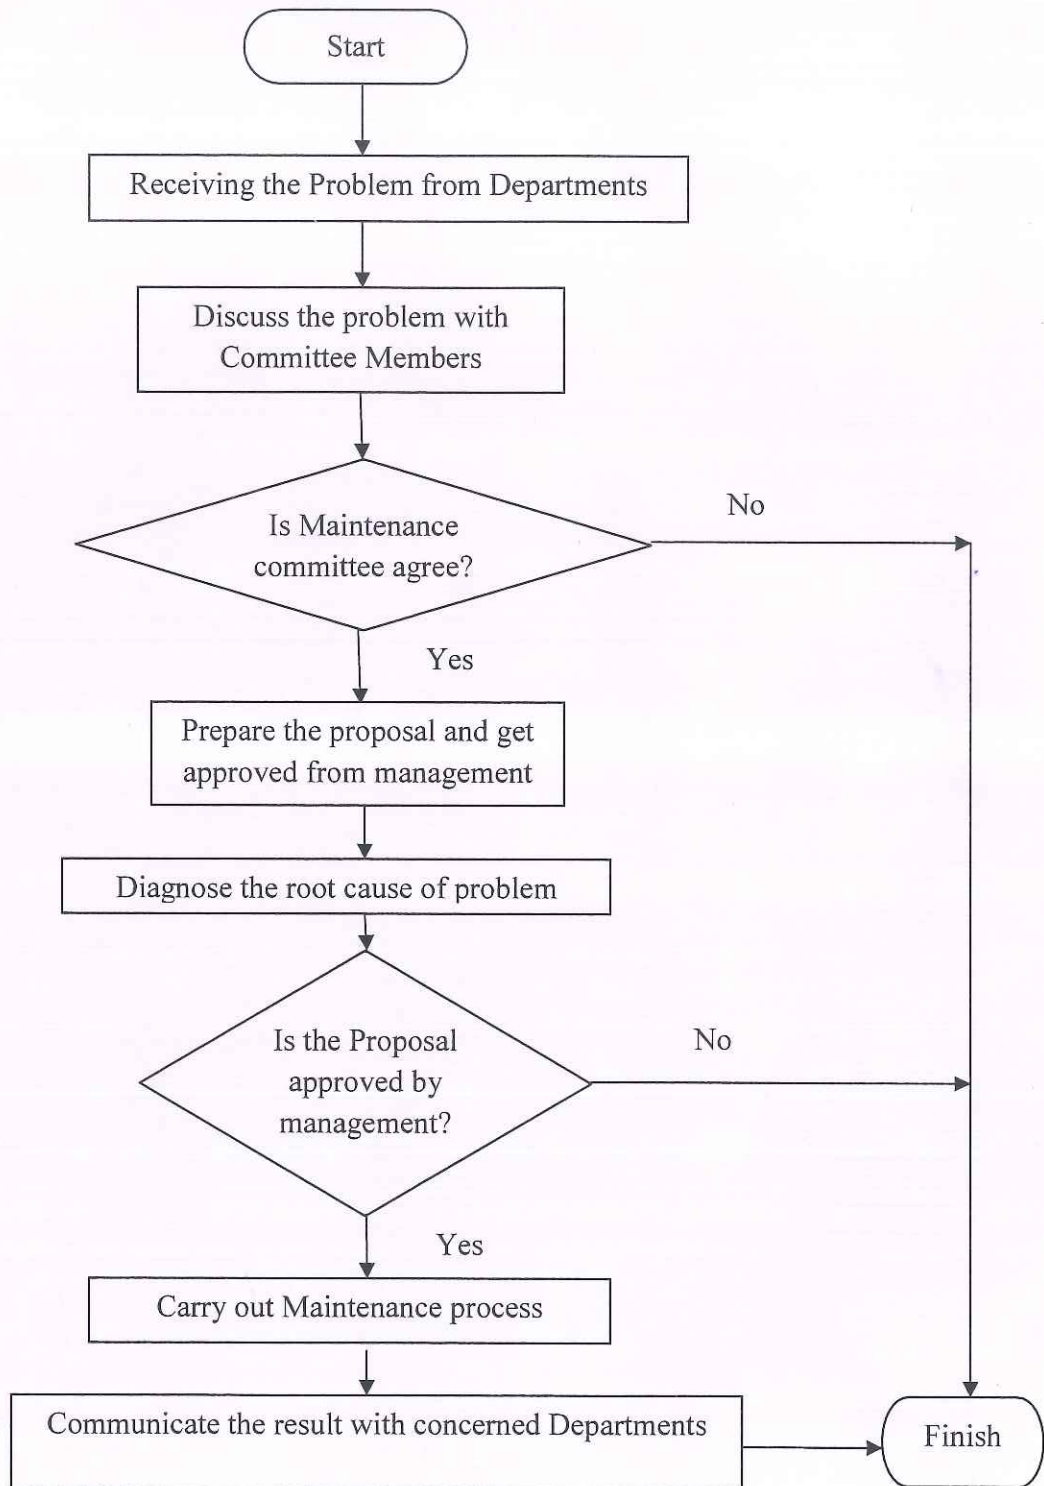 Start
Receiving the Problem from Departments
Discuss the problem with
Committee Members
Is Maintenance
committee agree?
No
Yes
Prepare the proposal and get
approved from management
Diagnose the root cause of problem
Is the Proposal
approved by
management?
No
Yes
Carry out Maintenance process
Communicate the result with concerned Departments
Finish